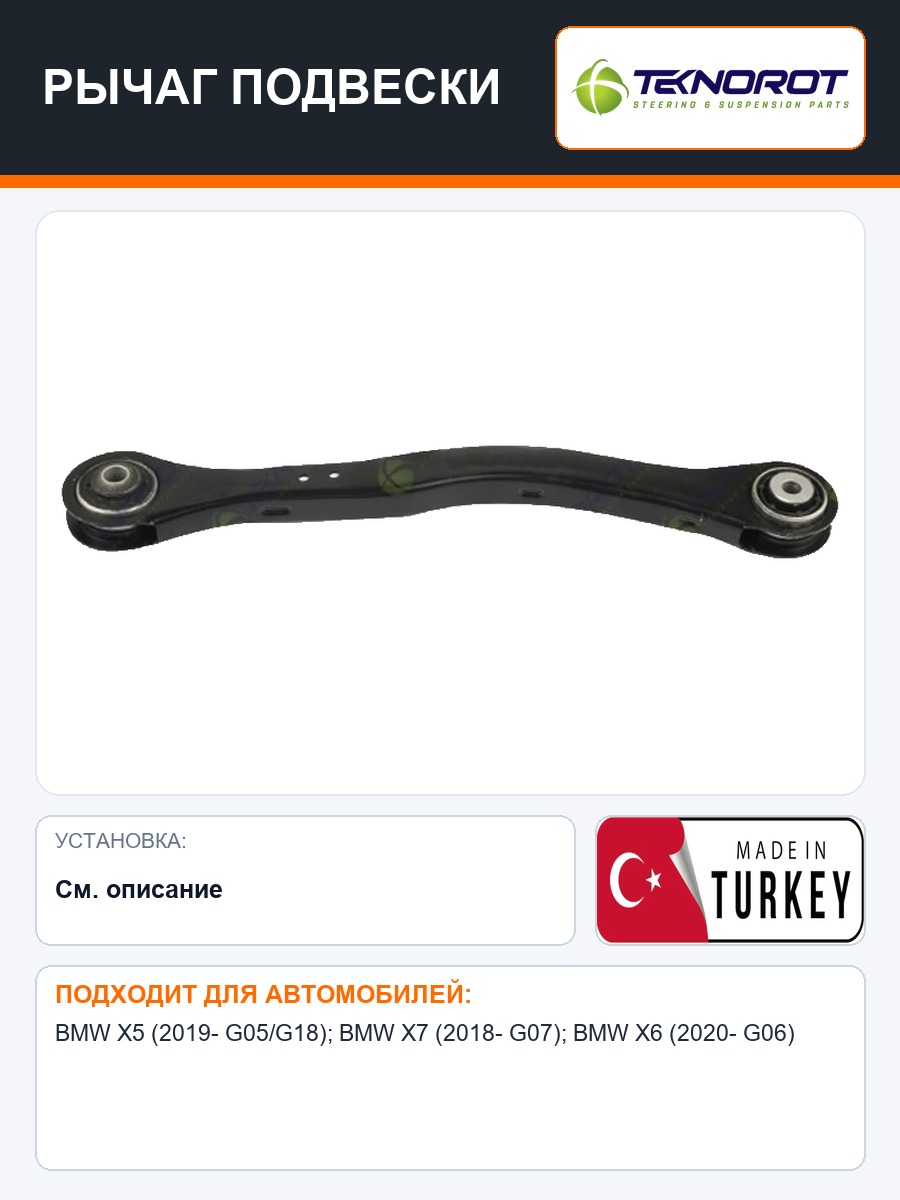 РЫЧАГ ПОДВЕСКИ
TEKNOROT
STEERING & SUSPENSION PARTS
УСТАНОВКА:
См. описание
MADE IN
TURKEY
ПОДХОДИТ ДЛЯ АВТОМОБИЛЕЙ:
BMW X5 (2019- G05/G18); BMW X7 (2018- G07); BMW X6 (2020- G06)